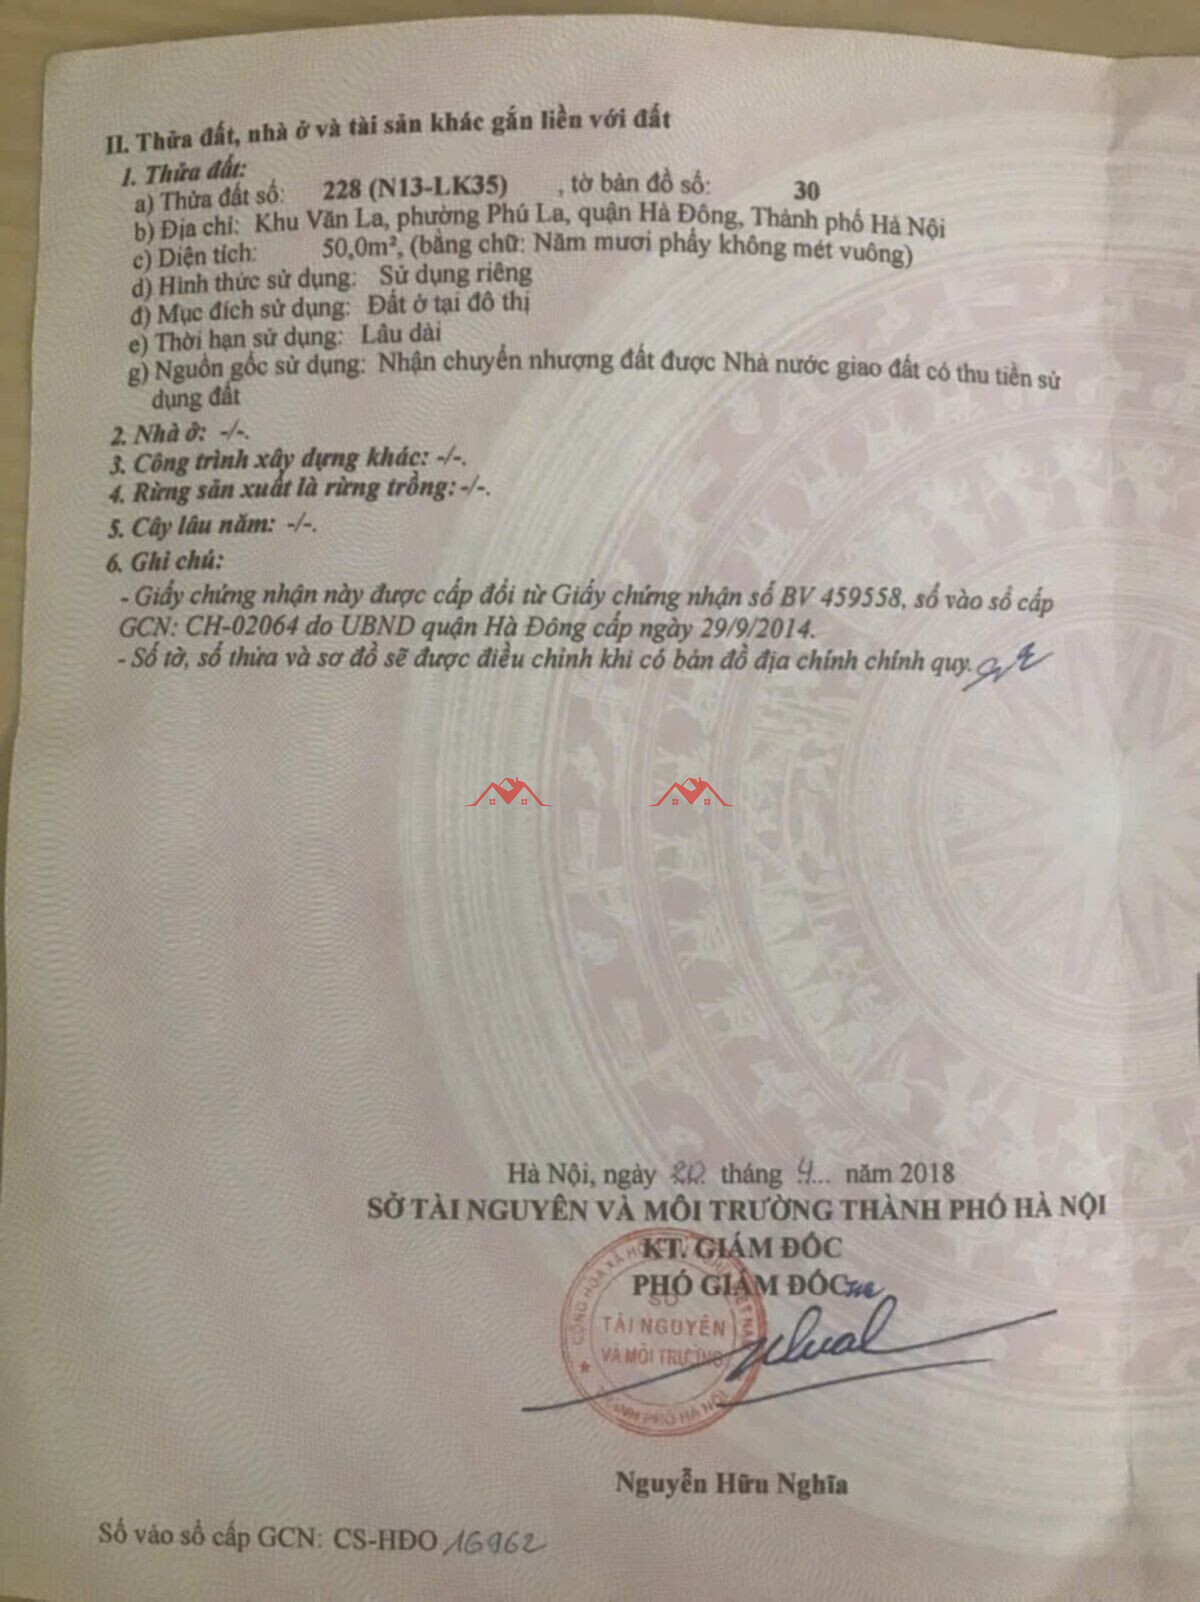 II. Thửa đất, nhà ở và tài sản khác gắn liền với đất
1. Thửa đất:
a) Thửa đất số: 228 (N13-LK35) , tờ bản đồ số: 30
b) Địa chỉ: Khu Văn La, phường Phú La, quận Hà Đông, Thành phố Hà Nội
c) Diện tích: 50,0m², (bằng chữ: Năm mươi phẩy không mét vuông)
d) Hình thức sử dụng: Sử dụng riêng
đ) Mục đích sử dụng: Đất ở tại đô thị
e) Thời hạn sử dụng: Lâu dài
g) Nguồn gốc sử dụng: Nhận chuyển nhượng đất được Nhà nước giao đất có thu tiền sử
dụng đất
2. Nhà ở: -/-.
3. Công trình xây dựng khác: -/-.
4. Rừng sản xuất là rừng trồng: -/-.
5. Cây lâu năm: -/-.
6. Ghi chú:
- Giấy chứng nhận này được cấp đổi từ Giấy chứng nhận số BV 459558, số vào sổ cấp
GCN: CH-02064 do UBND quận Hà Đông cấp ngày 29/9/2014.
- Số tờ, số thửa và sơ đồ sẽ được điều chỉnh khi có bản đồ địa chính chính quy.
Hà Nội, ngày 20 tháng 4 năm 2018
SỞ TÀI NGUYÊN VÀ MÔI TRƯỜNG THÀNH PHỐ HÀ NỘI
KT. GIÁM ĐỐC
PHÓ GIÁM ĐỐC
SỞ
TÀI NGUYÊN
VÀ MÔI TRƯỜNG
THÀNH PHỐ HÀ NỘI
Nguyễn Hữu Nghĩa
Số vào sổ cấp GCN: CS-HĐO 16962